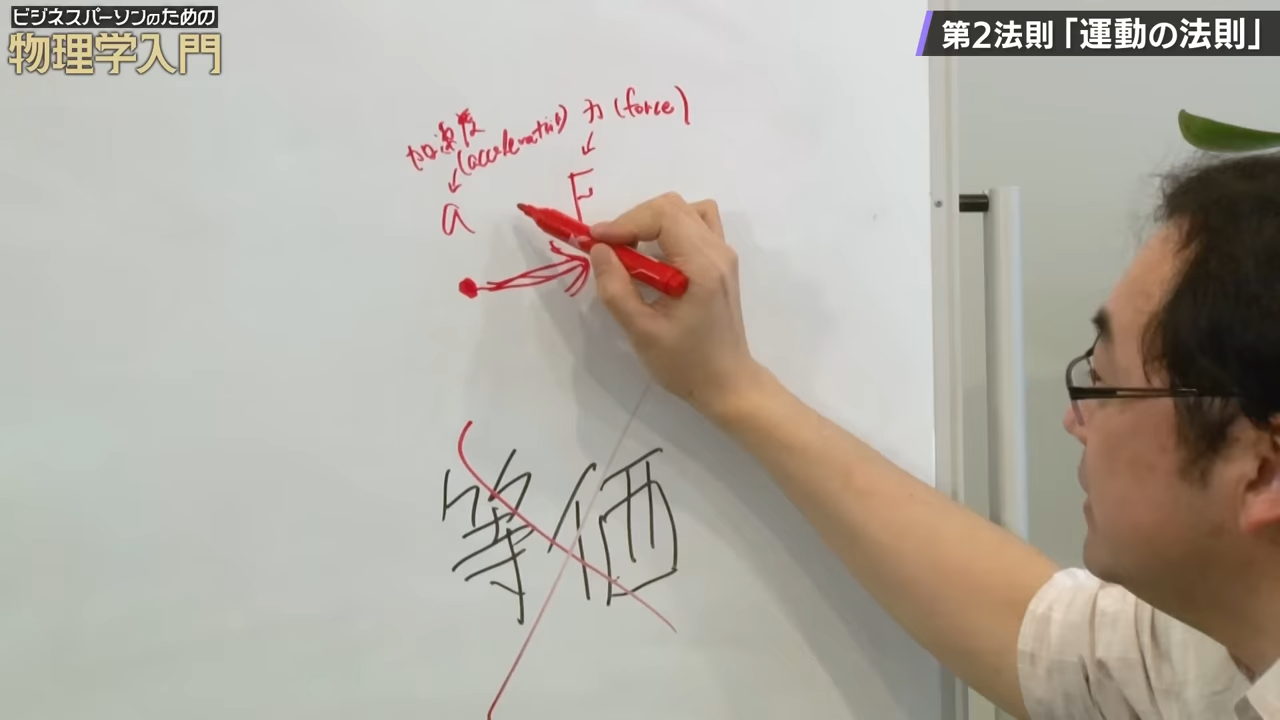 ビジネスパーソンのための
物理学入門
第2法則「運動の法則」
力(force)
加速度
(acceleration)
F
a
等価